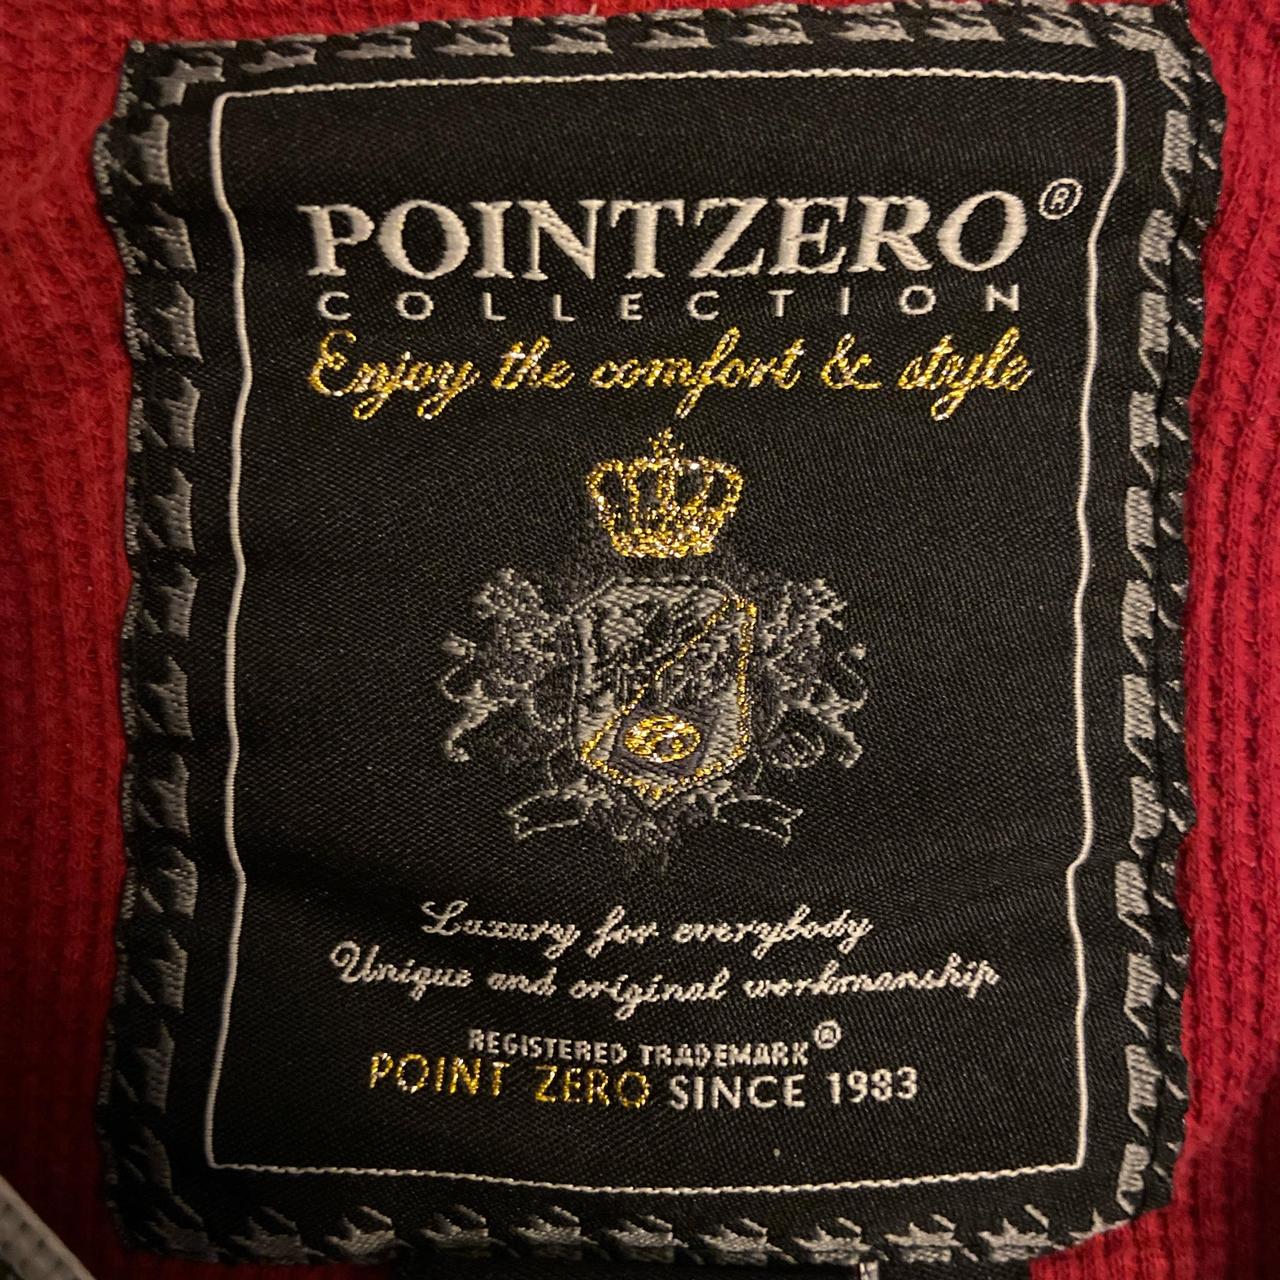 POINTZERO®
COLLECTION
Enjoy the comfort & style
Luxury for everybody
Unique and original workmanship
REGISTERED TRADEMARK®
POINT ZERO SINCE 1983